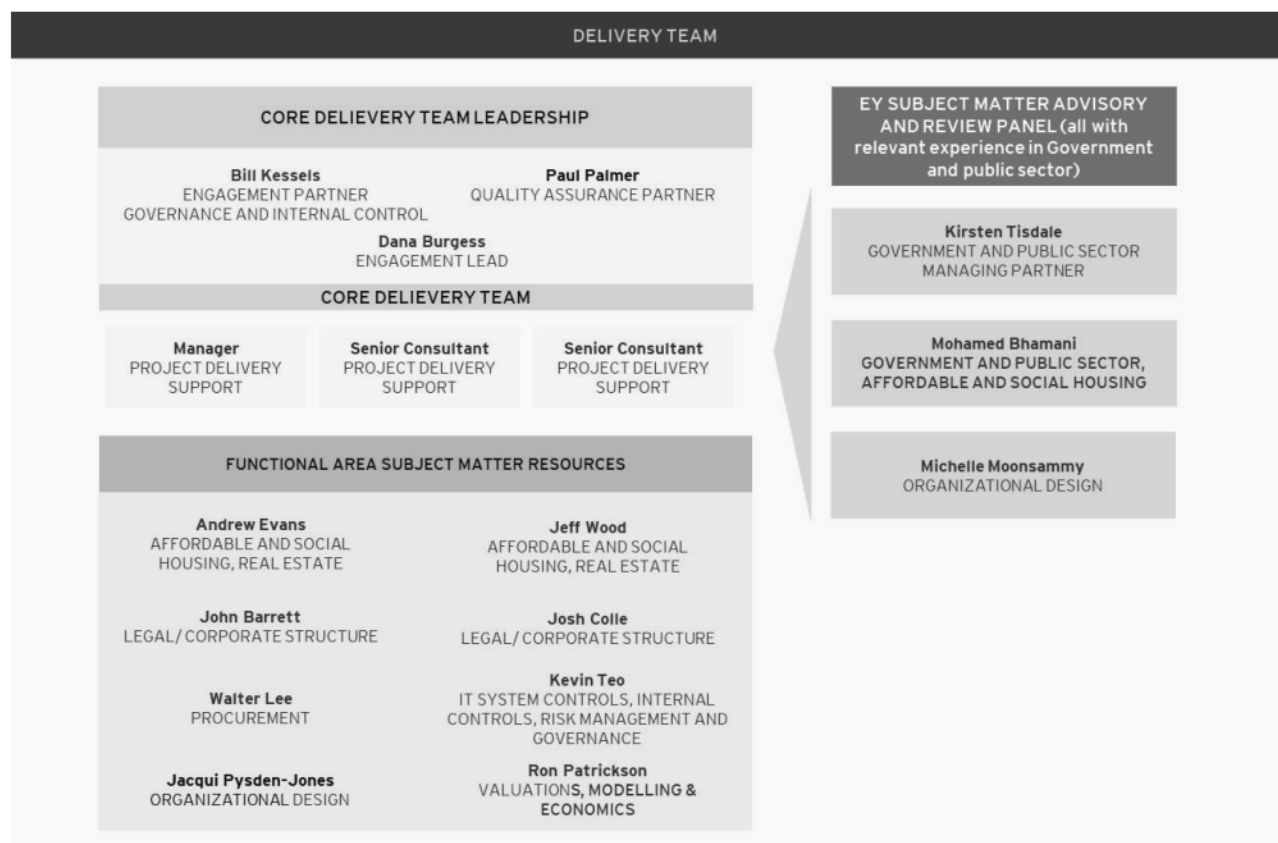 DELIVERY TEAM
CORE DELIEVERY TEAM LEADERSHIP
Bill Kessels
ENGAGEMENT PARTNER
GOVERNANCE AND INTERNAL CONTROL
Paul Palmer
QUALITY ASSURANCE PARTNER
Dana Burgess
ENGAGEMENT LEAD
CORE DELIEVERY TEAM
Manager
PROJECT DELIVERY
SUPPORT
Senior Consultant
PROJECT DELIVERY
SUPPORT
Senior Consultant
PROJECT DELIVERY
SUPPORT
FUNCTIONAL AREA SUBJECT MATTER RESOURCES
Andrew Evans
AFFORDABLE AND SOCIAL
HOUSING, REAL ESTATE
Jeff Wood
AFFORDABLE AND SOCIAL
HOUSING, REAL ESTATE
John Barrett
LEGAL/ CORPORATE STRUCTURE
Josh Colle
LEGAL/ CORPORATE STRUCTURE
Walter Lee
PROCUREMENT
Kevin Teo
IT SYSTEM CONTROLS, INTERNAL
CONTROLS, RISK MANAGEMENT AND
GOVERNANCE
Jacqui Pysden-Jones
ORGANIZATIONAL DESIGN
Ron Patrickson
VALUATIONS, MODELLING &
ECONOMICS
EY SUBJECT MATTER ADVISORY
AND REVIEW PANEL (all with
relevant experience in Government
and public sector)
Kirsten Tisdale
GOVERNMENT AND PUBLIC SECTOR
MANAGING PARTNER
Mohamed Bhamani
GOVERNMENT AND PUBLIC SECTOR,
AFFORDABLE AND SOCIAL HOUSING
Michelle Moonsammy
ORGANIZATIONAL DESIGN